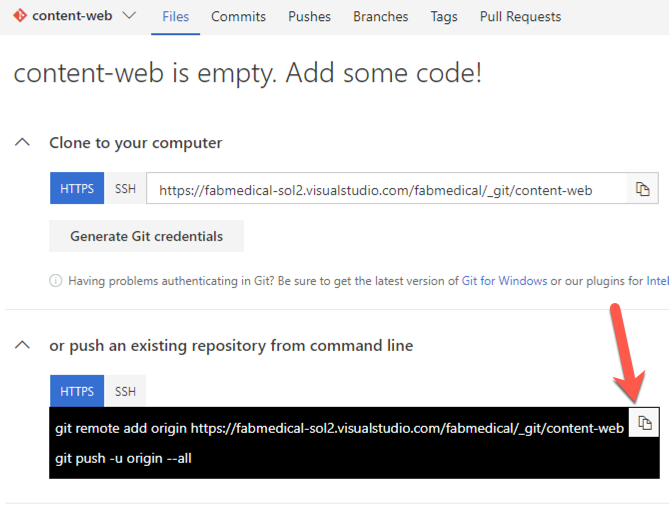 content-web Files Commits Pushes Branches Tags Pull Requests
content-web is empty. Add some code!
Clone to your computer
HTTPS SSH https://fabmedical-sol2.visualstudio.com/fabmedical/_git/content-web
Generate Git credentials
Having problems authenticating in Git? Be sure to get the latest version of Git for Windows or our plugins for Intel
or push an existing repository from command line
HTTPS SSH
git remote add origin https://fabmedical-sol2.visualstudio.com/fabmedical/_git/content-web
git push -u origin --all